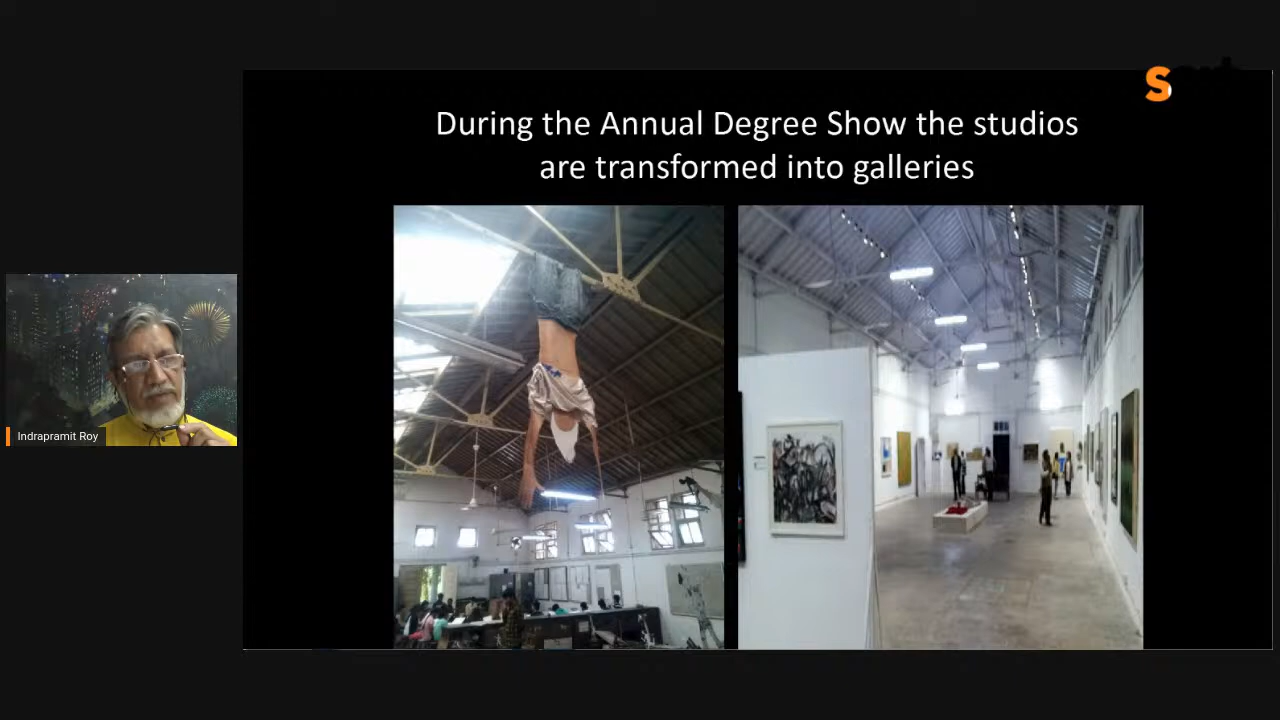 During the Annual Degree Show the studios
are transformed into galleries
Indrapramit Roy